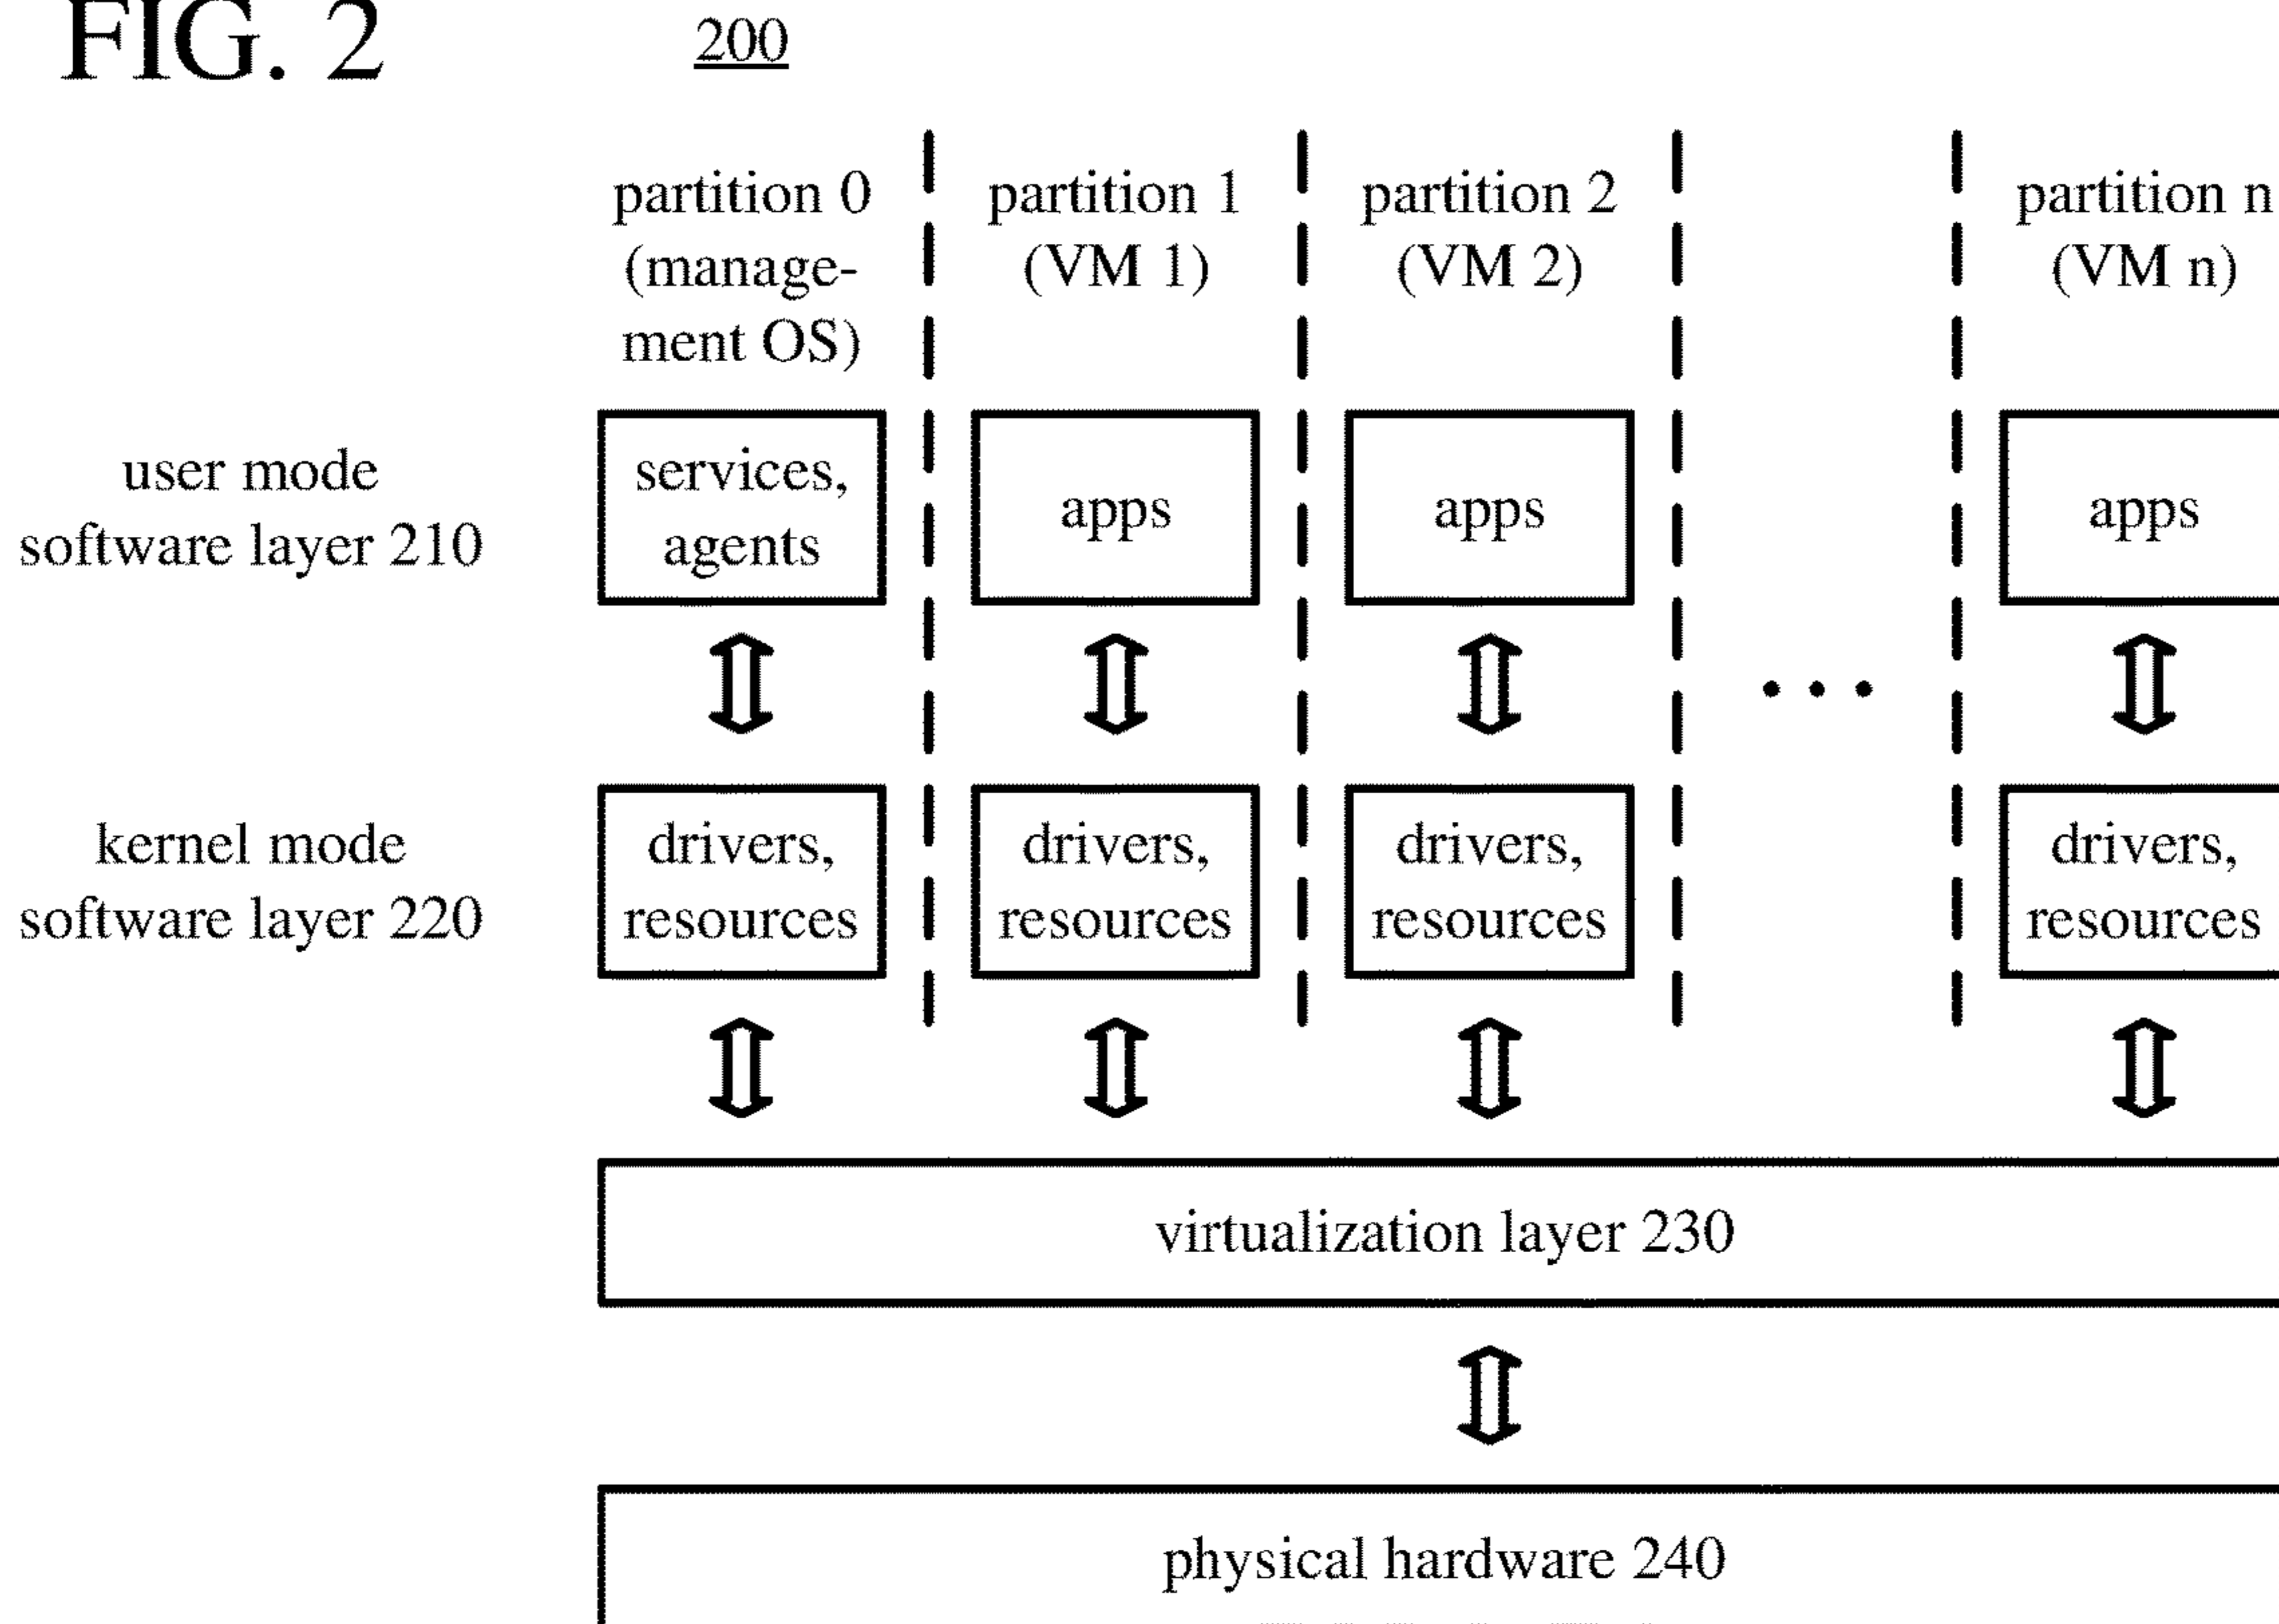 FIG. 2
200
partition 0
(manage-
ment OS)
partition 1
(VM 1)
partition 2
(VM 2)
partition n
(VM n)
user mode
software layer 210
services,
agents
apps
apps
. . .
apps
kernel mode
software layer 220
drivers,
resources
drivers,
resources
drivers,
resources
drivers,
resources
virtualization layer 230
physical hardware 240